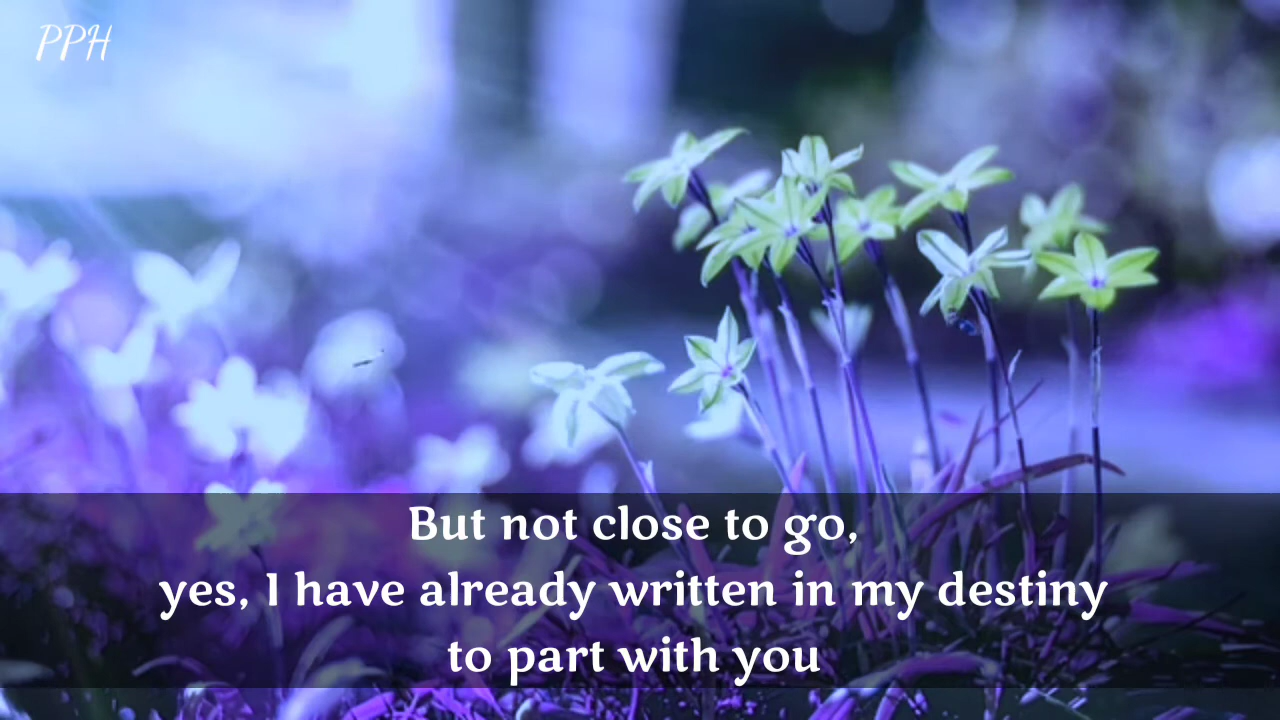 PPH
But not close to go,
yes, I have already written in my destiny
to part with you